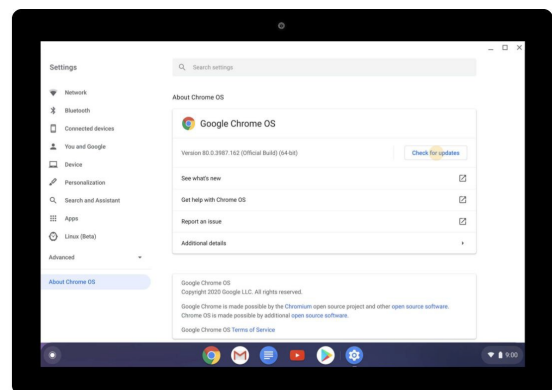 Settings
Search settings
Network
Bluetooth
Connected devices
You and Google
Device
Personalization
Search and Assistant
Apps
Linux (Beta)
Advanced
About Chrome OS
About Chrome OS
Google Chrome OS
Version 80.0.3987.162 (Official Build) (64-bit)
Check for updates
See what's new
Get help with Chrome OS
Report an issue
Additional details
Google Chrome OS
Copyright 2020 Google LLC. All rights reserved.
Google Chrome is made possible by the Chromium open source project and other open source software.
Chrome OS is made possible by additional open source software.
Google Chrome OS Terms of Service
9:00